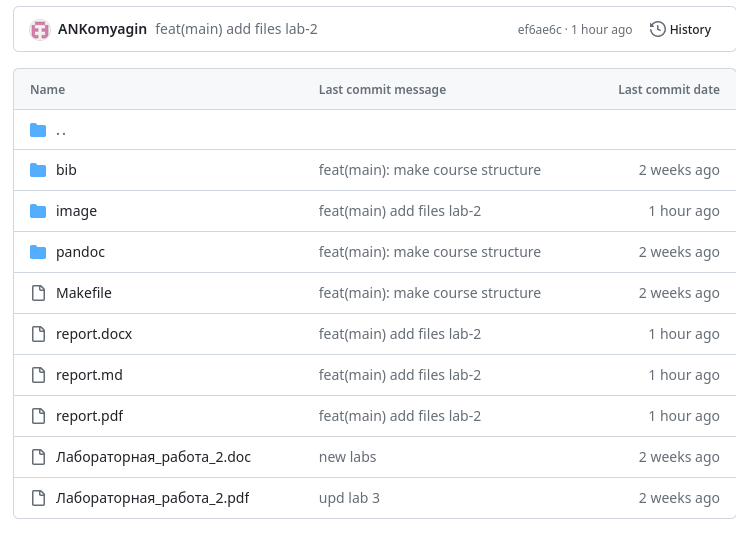 ANKomyagin feat(main) add files lab-2 ef6ae6c · 1 hour ago History
Name Last commit message Last commit date
..
bib feat(main): make course structure 2 weeks ago
image feat(main) add files lab-2 1 hour ago
pandoc feat(main): make course structure 2 weeks ago
Makefile feat(main): make course structure 2 weeks ago
report.docx feat(main) add files lab-2 1 hour ago
report.md feat(main) add files lab-2 1 hour ago
report.pdf feat(main) add files lab-2 1 hour ago
Лабораторная_работа_2.doc new labs 2 weeks ago
Лабораторная_работа_2.pdf upd lab 3 2 weeks ago